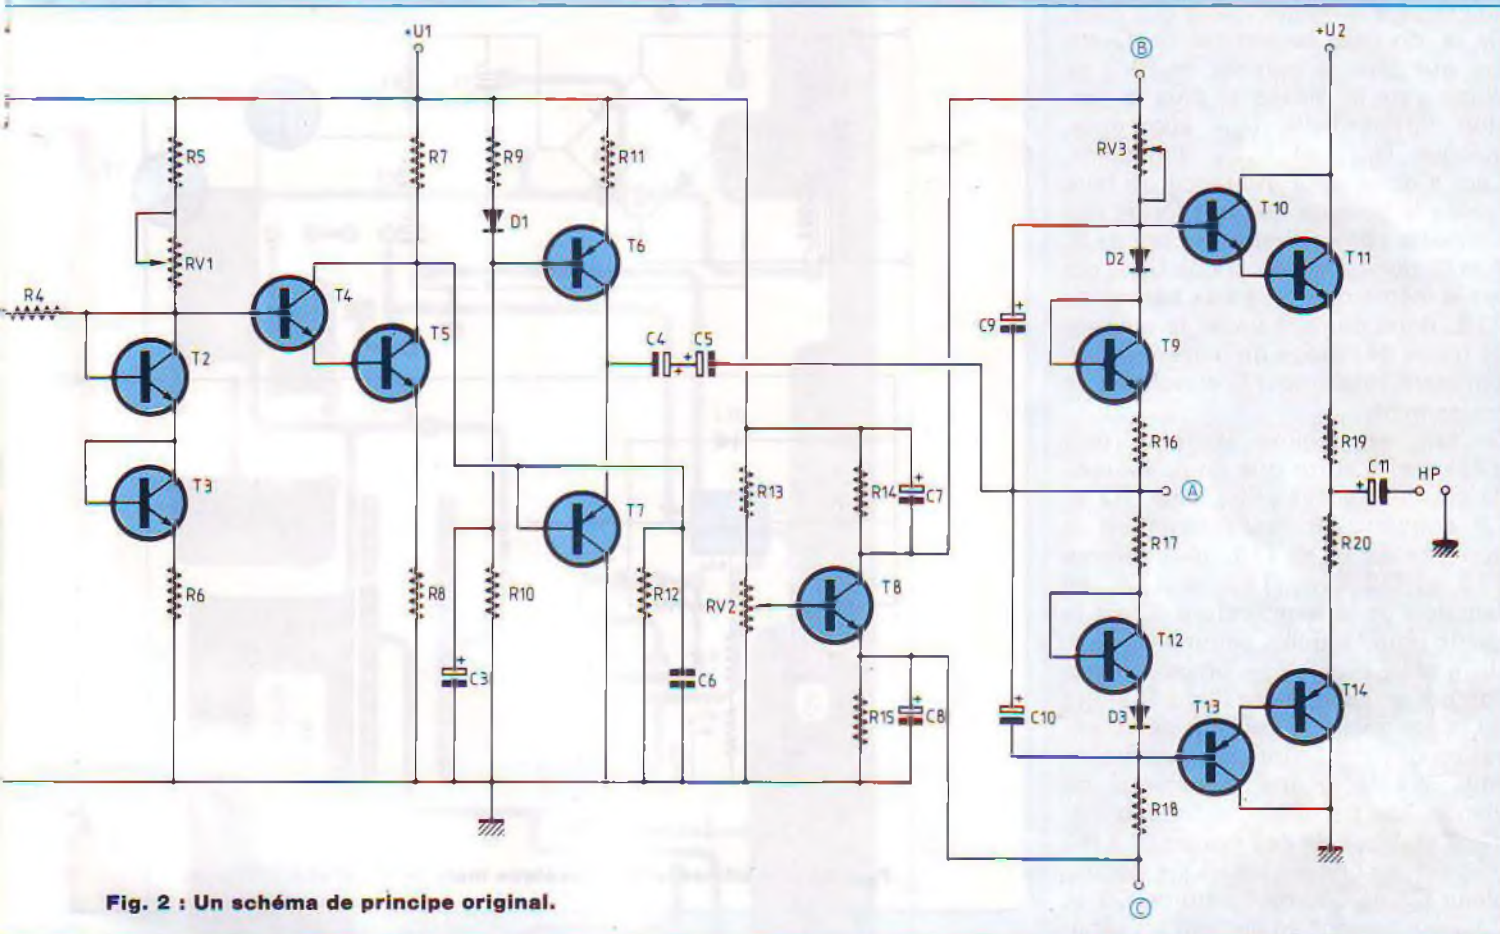 +U1
B
+U2
R5
R7
R9
R11
RV3
D1
T10
T6
D2
T11
RV1
R4
T4
C9
T5
C4
+
C5
T9
T2
R16
R19
C11
HP
A
R13
R14
C7
T3
T7
R17
R20
R6
R8
R10
R12
RV2
T8
T12
C3
C6
R15
C8
C10
D3
T13
T14
R18
C
Fig. 2 : Un schéma de principe original.